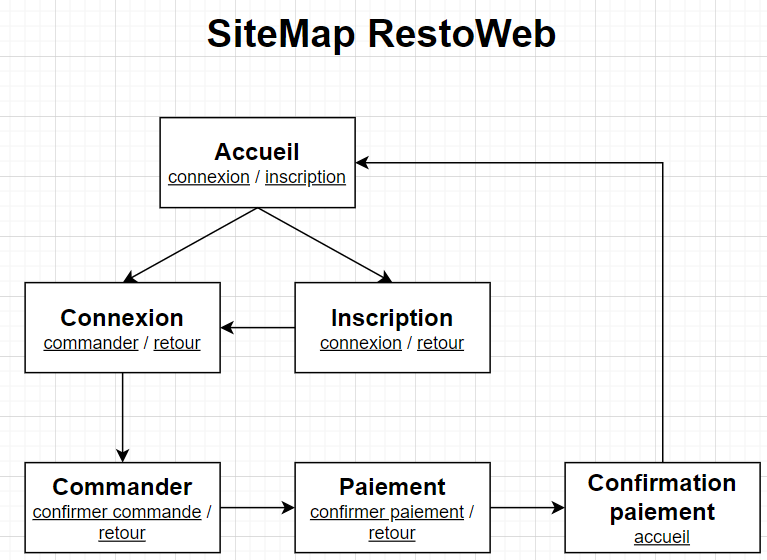 SiteMap RestoWeb
Accueil
connexion / inscription
Connexion
commander / retour
Inscription
connexion / retour
Commander
confirmer commande /
retour
Paiement
confirmer paiement /
retour
Confirmation
paiement
accueil